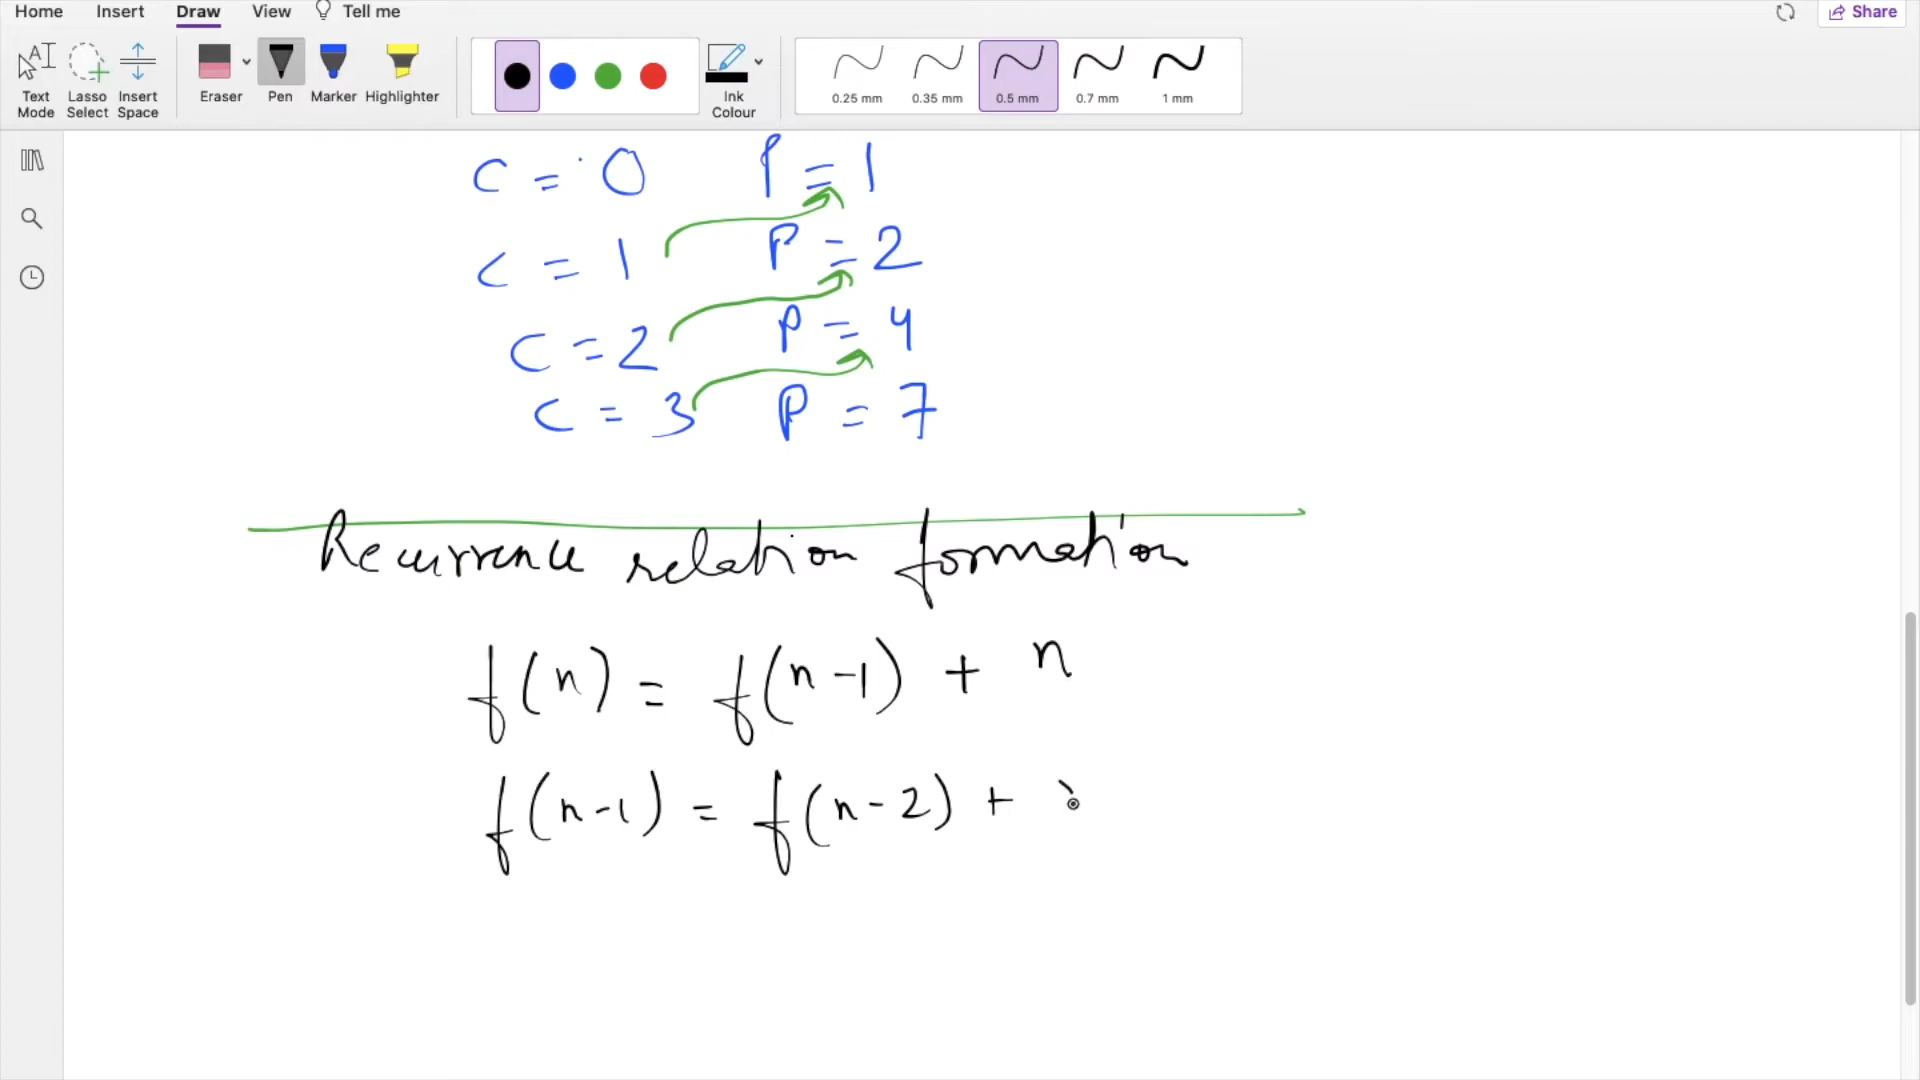 Home Insert Draw View Tell me Share
Text Mode Lasso Select Insert Space Eraser Pen Marker Highlighter Ink Colour 0.25 mm 0.35 mm 0.5 mm 0.7 mm 1 mm
C = 0 P = 1
C = 1 P = 2
C = 2 P = 4
C = 3 P = 7
Recurrence relation formation
f(n) = f(n-1) + n
f(n-1) = f(n-2) +